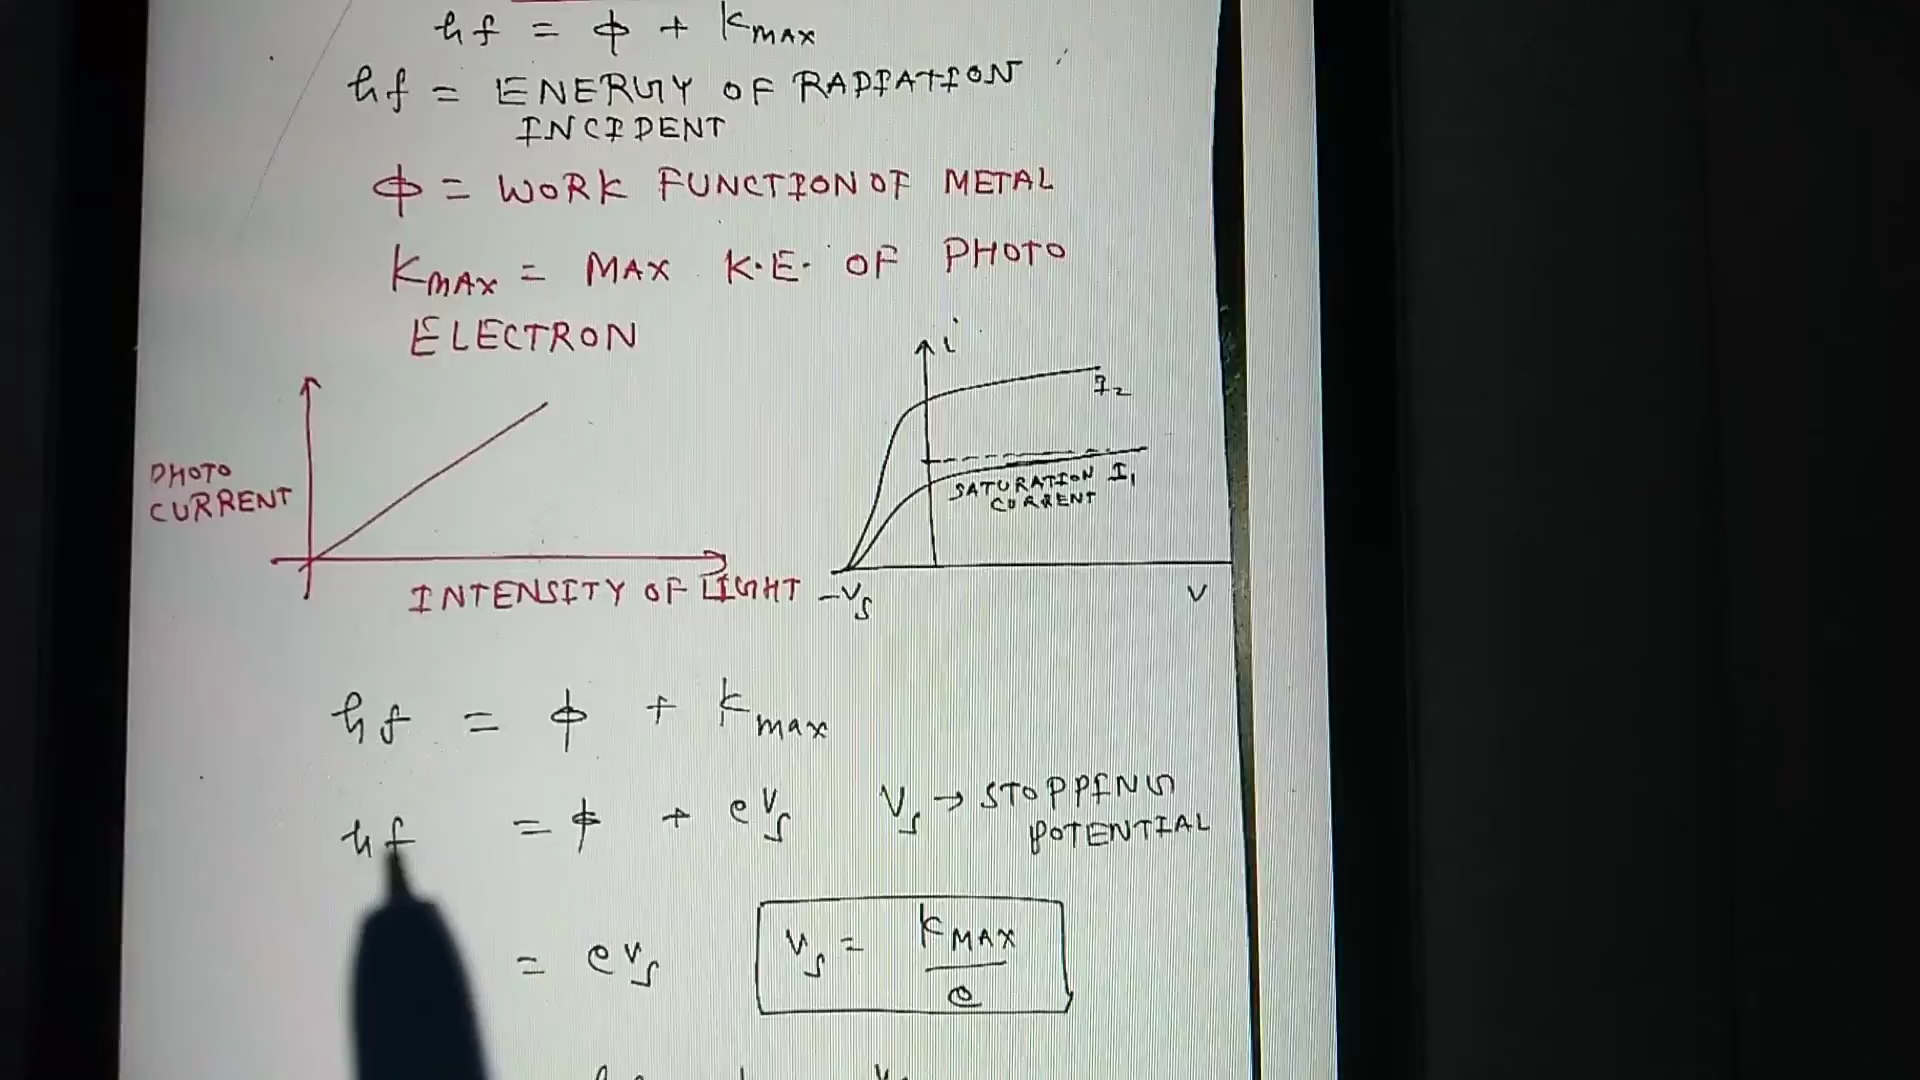 hf = ϕ + KMAX
hf = ENERGY OF RADIATION
INCIDENT
ϕ = WORK FUNCTION OF METAL
KMAX = MAX K.E. OF PHOTO
ELECTRON
PHOTO
CURRENT
INTENSITY OF LIGHT
i
I2
SATURATION I1
CURRENT
-Vs
V
hf = ϕ + Kmax
hf = ϕ + eVs
Vs → STOPPING
POTENTIAL
= eVs
Vs = KMAX / e